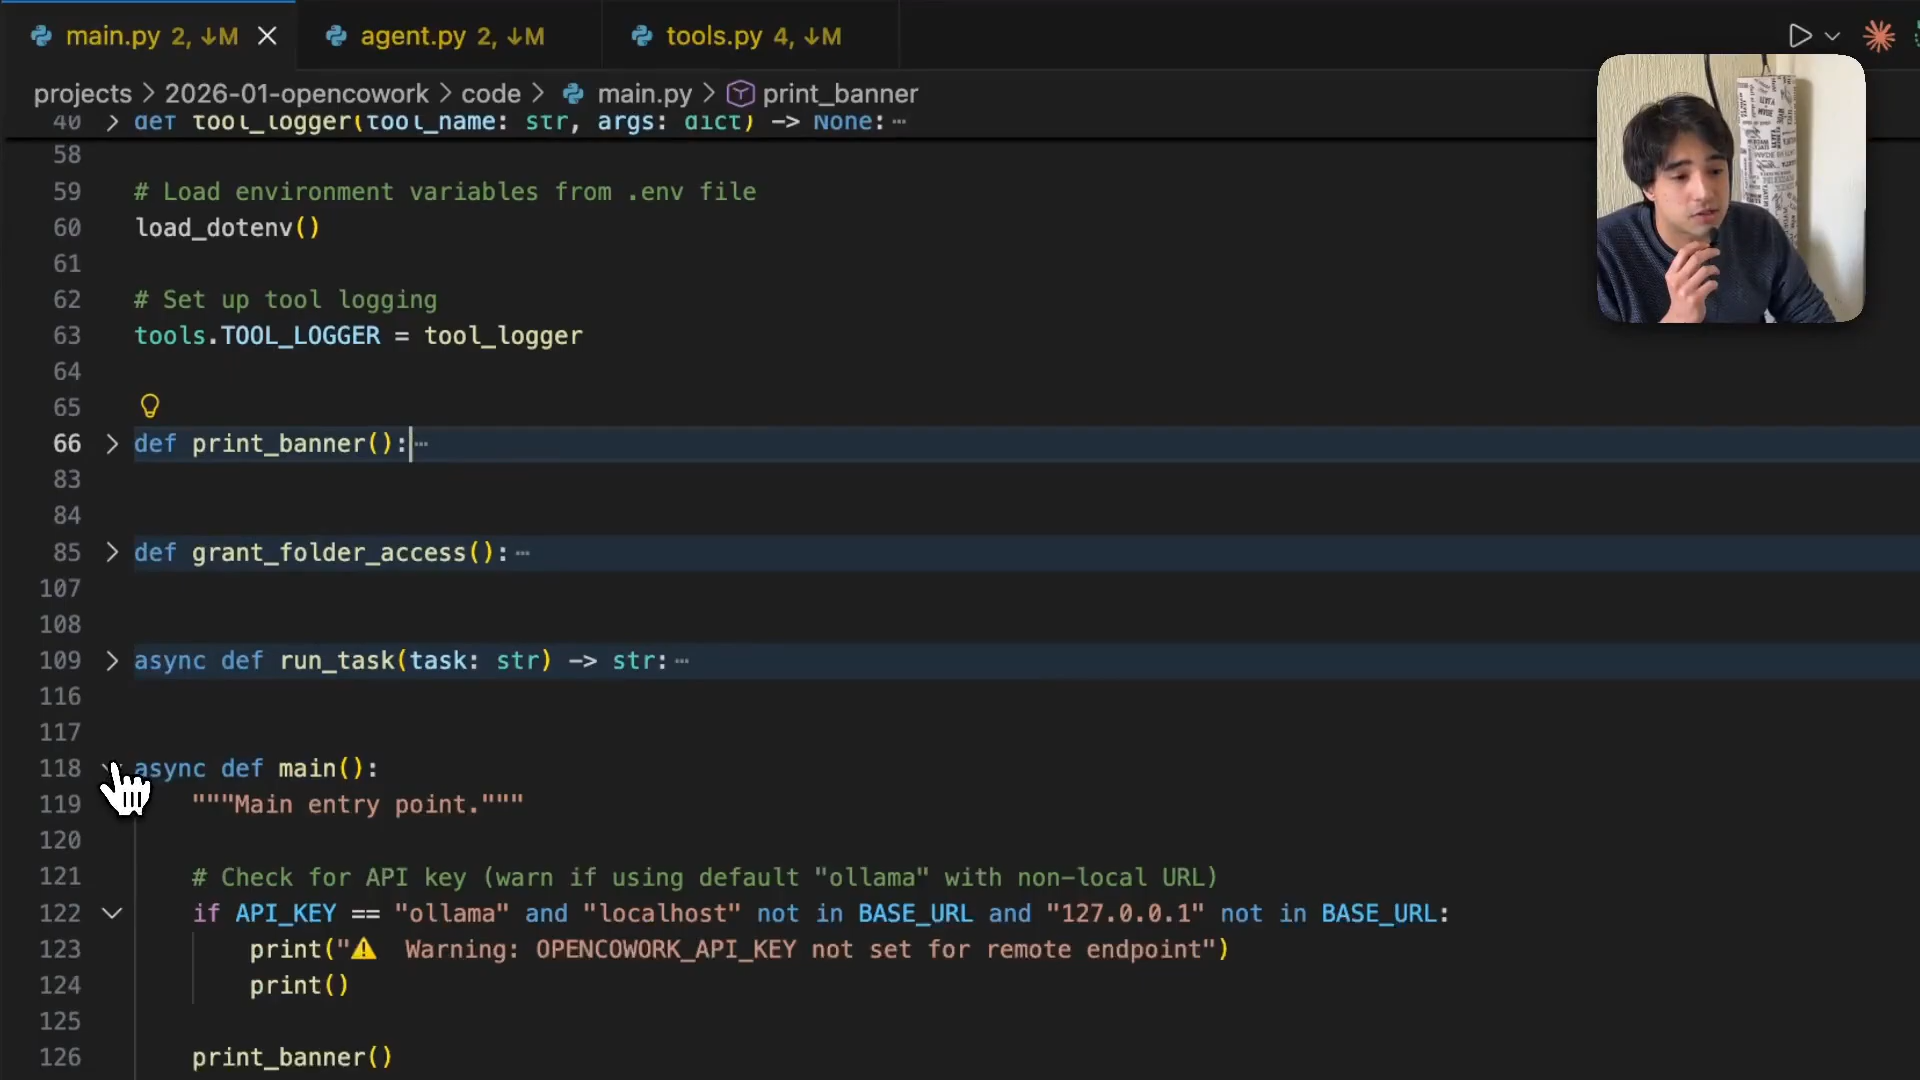 main.py 2, ↓M
agent.py 2, ↓M
tools.py 4, ↓M
projects > 2026-01-opencowork > code > main.py > print_banner
40 def tool_logger(tool_name: str, args: dict) -> None: ⋯
58
59 # Load environment variables from .env file
60 load_dotenv()
61
62 # Set up tool logging
63 tools.TOOL_LOGGER = tool_logger
64
65
66 def print_banner(): ⋯
83
84
85 def grant_folder_access(): ⋯
107
108
109 async def run_task(task: str) -> str: ⋯
116
117
118 async def main():
119 """Main entry point."""
120
121 # Check for API key (warn if using default "ollama" with non-local URL)
122 if API_KEY == "ollama" and "localhost" not in BASE_URL and "127.0.0.1" not in BASE_URL:
123 print("⚠️ Warning: OPENCOWORK_API_KEY not set for remote endpoint")
124 print()
125
126 print_banner()